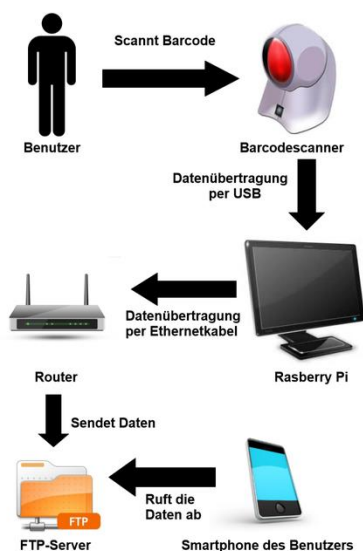 Scannt Barcode
Benutzer
Barcodescanner
Datenübertragung
per USB
Datenübertragung
per Ethernetkabel
Router
Rasberry Pi
Sendet Daten
FTP
Ruft die
Daten ab
FTP-Server
Smartphone des Benutzers